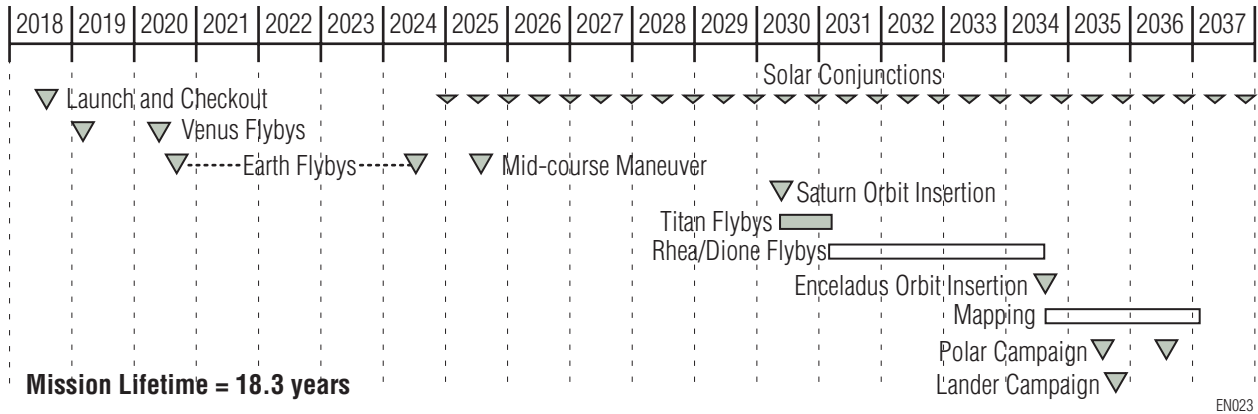 2018 2019 2020 2021 2022 2023 2024 2025 2026 2027 2028 2029 2030 2031 2032 2033 2034 2035 2036 2037
Solar Conjunctions
Launch and Checkout
Venus Flybys
Earth Flybys Mid-course Maneuver
Saturn Orbit Insertion
Titan Flybys
Rhea/Dione Flybys
Enceladus Orbit Insertion
Mapping
Polar Campaign
Mission Lifetime = 18.3 years Lander Campaign
EN023